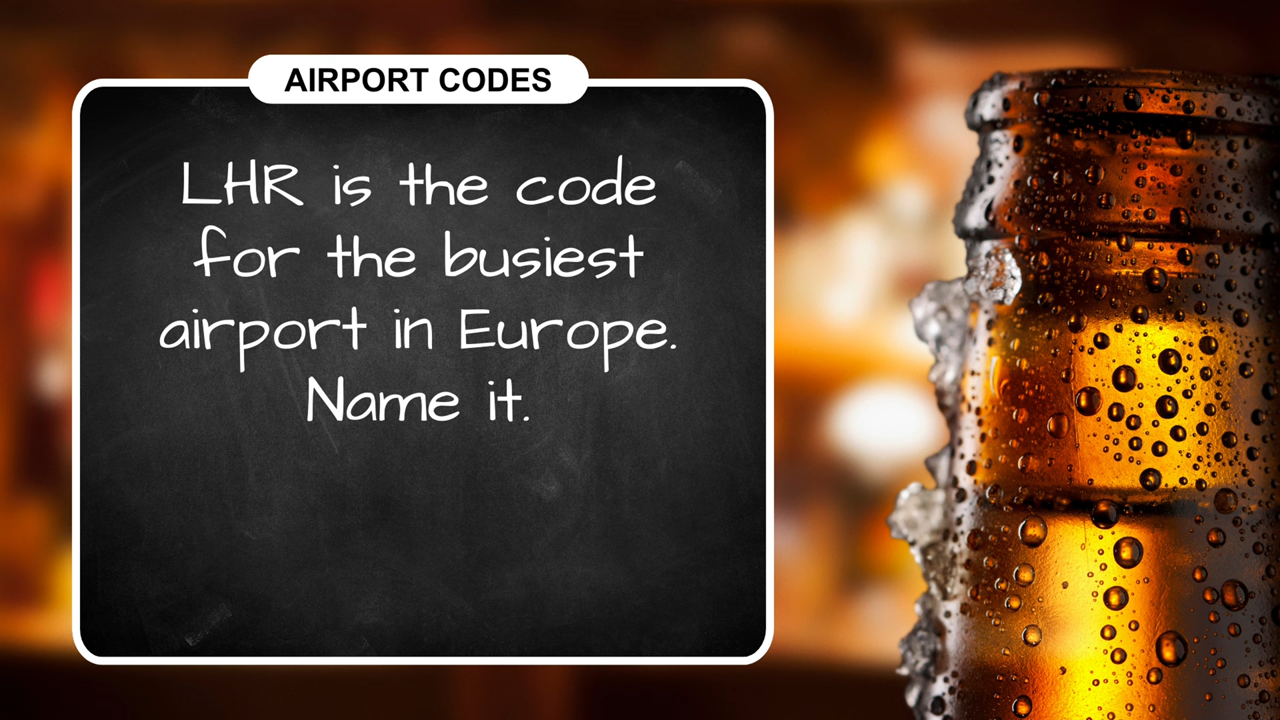 AIRPORT CODES
LHR is the code
for the busiest
airport in Europe.
Name it.